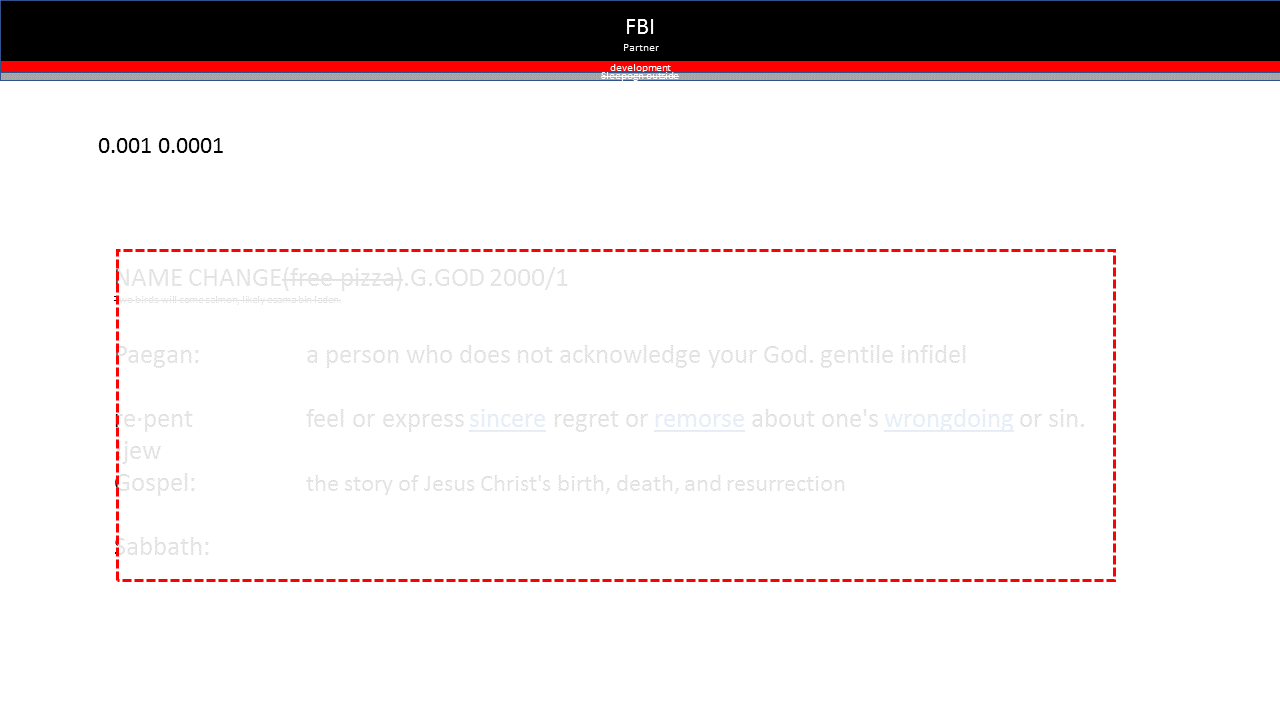 FBI
Partner
development
Sleepogn outside
0.001 0.0001
NAME CHANGE(free pizza).G.GOD 2000/1
birds will come salmon, likely osama bin laden.
Paegan: a person who does not acknowledge your God. gentile infidel
re·pent feel or express sincere regret or remorse about one's wrongdoing or sin.
jew
Gospel: the story of Jesus Christ's birth, death, and resurrection
Sabbath: